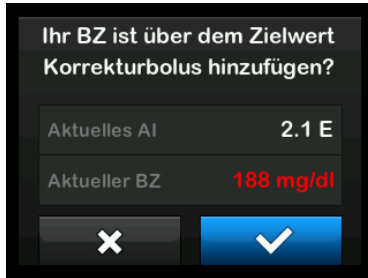 Ihr BZ ist über dem Zielwert
Korrekturbolus hinzufügen?
Aktuelles AI 2.1 E
Aktueller BZ 188 mg/dl